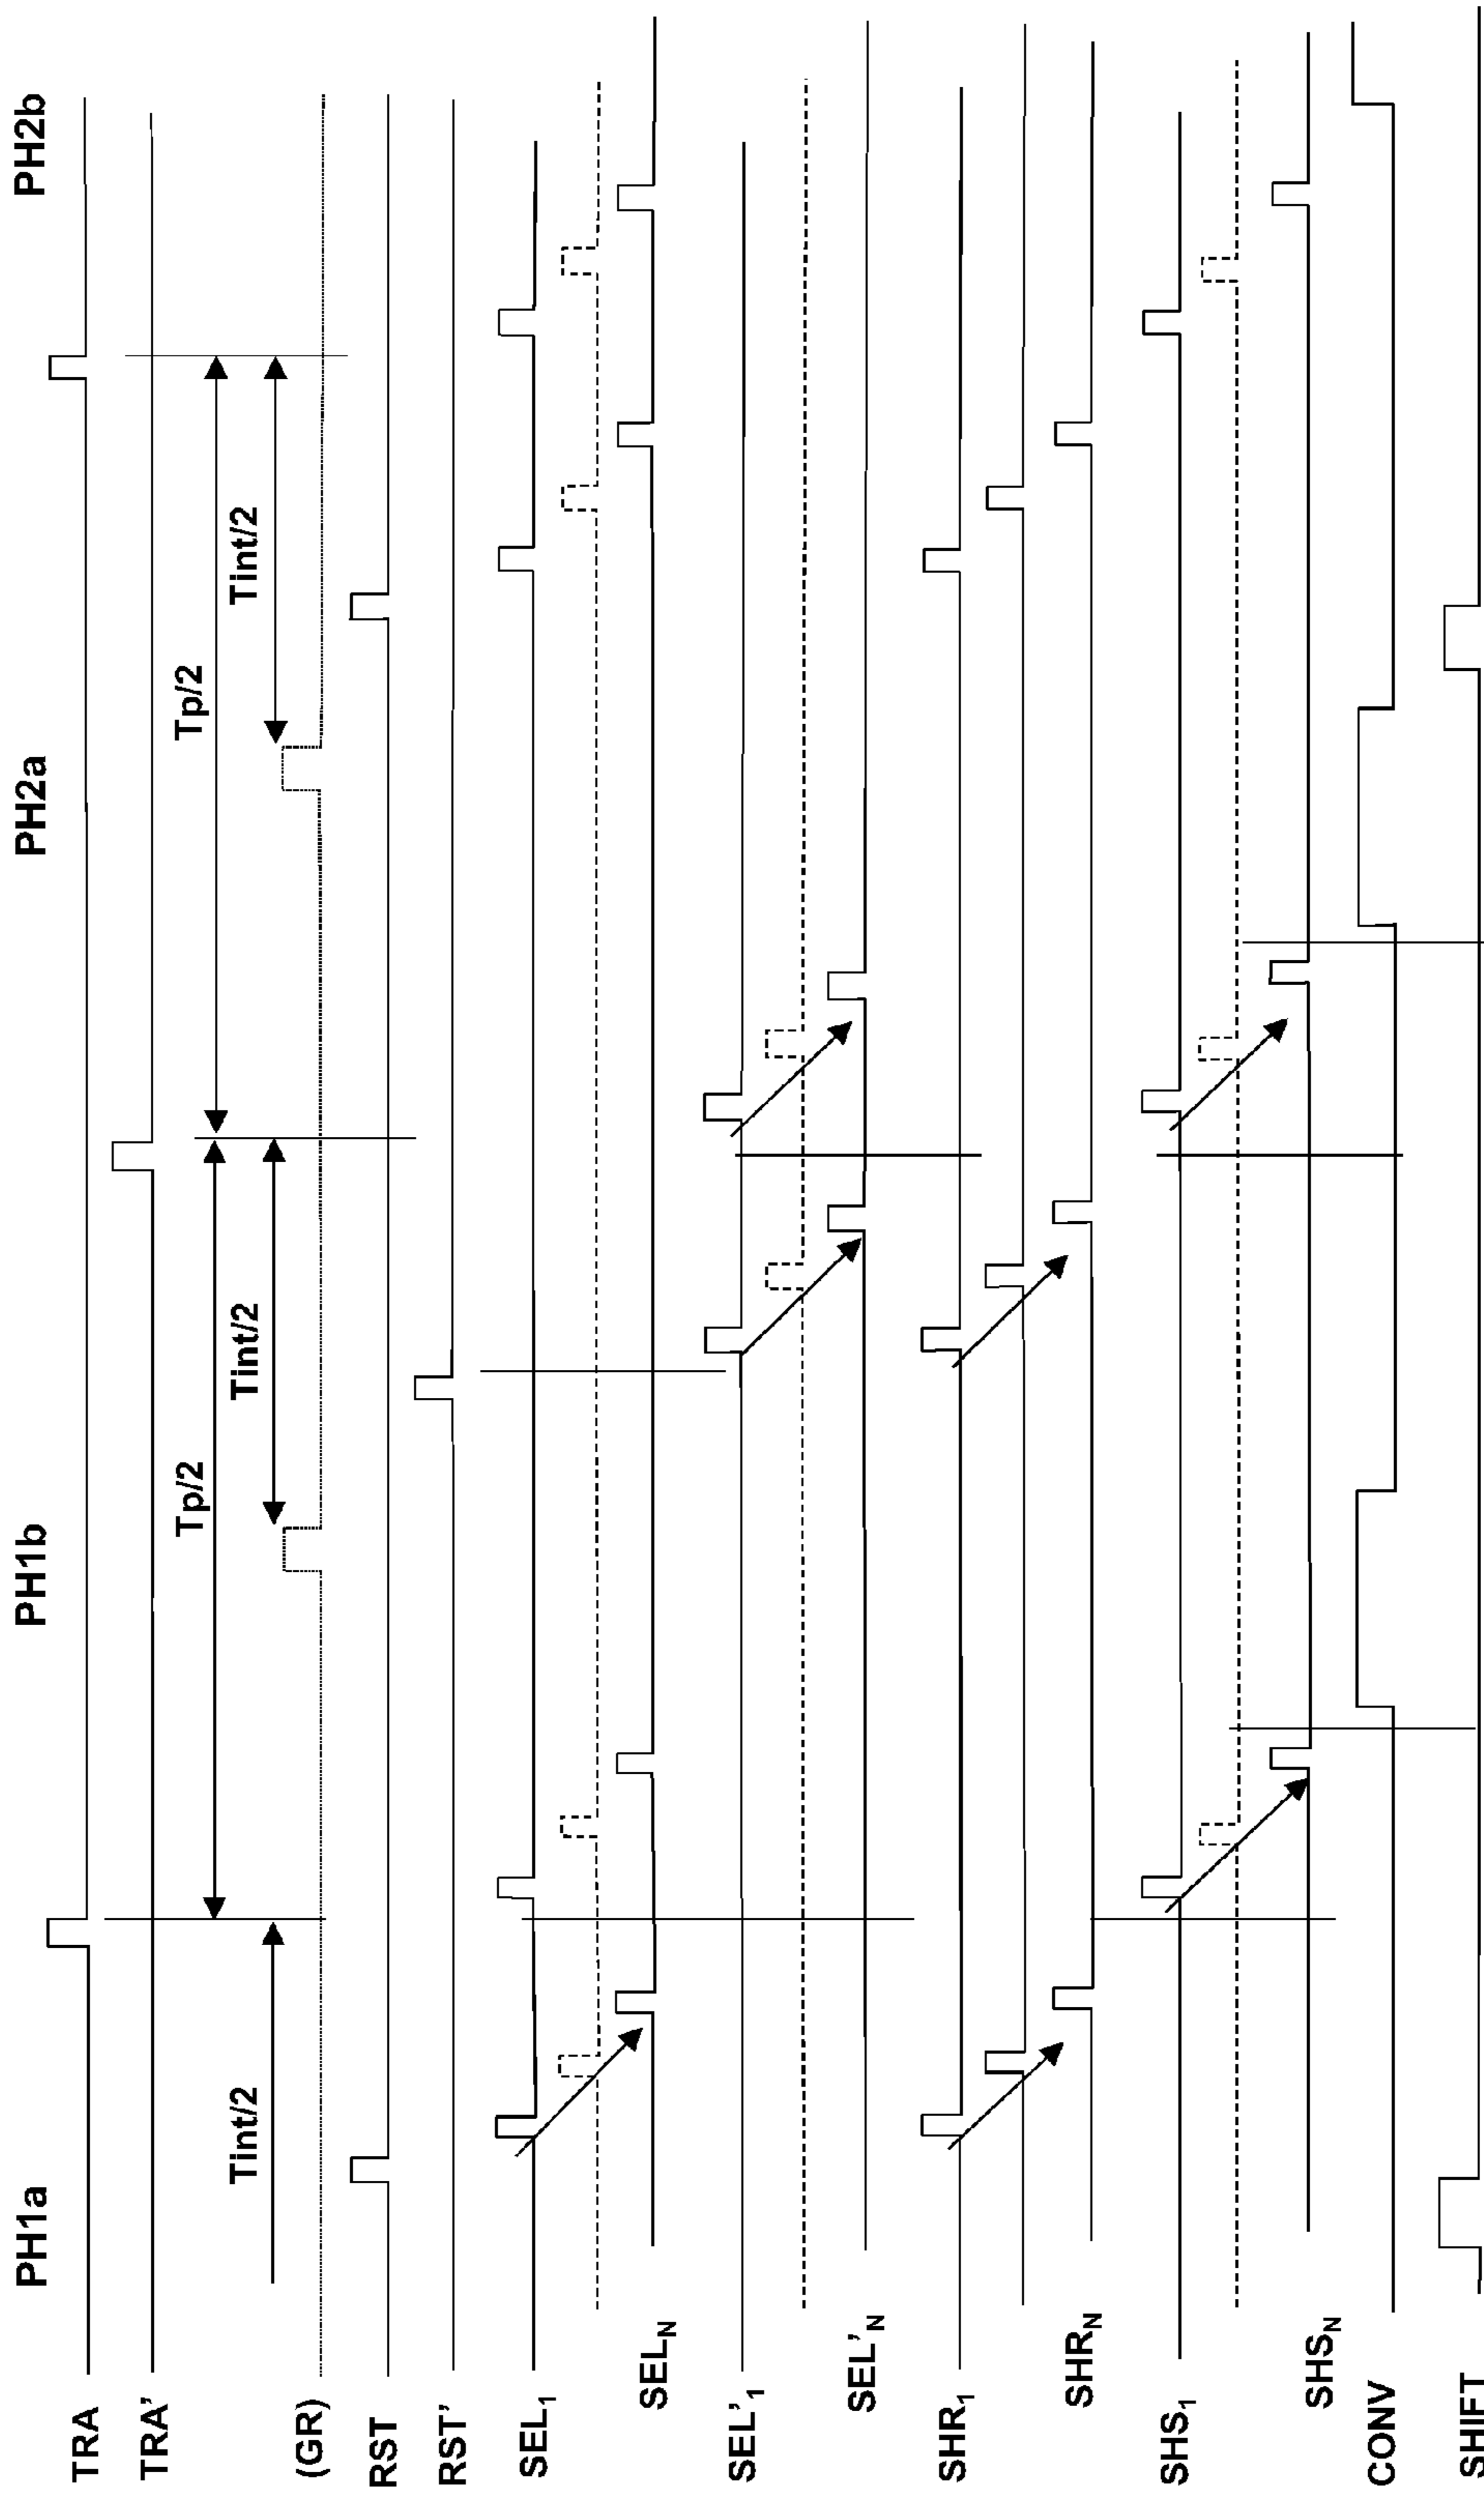 PH1a PH1b PH2a PH2b
TRA
TRA'
Tp/2 Tp/2
Tint/2 Tint/2 Tint/2
(GR)
RST
RST'
SEL1
SELN
SEL'1
SEL'N
SHR1
SHRN
SHS1
SHSN
CONV
SHIFT